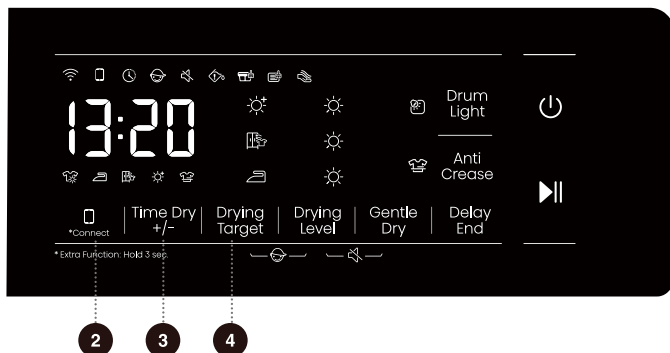 Drum
Light
13:20
Anti
Crease
*Connect
Time Dry
+/-
Drying
Target
Drying
Level
Gentle
Dry
Delay
End
* Extra Function: Hold 3 sec.
2
3
4